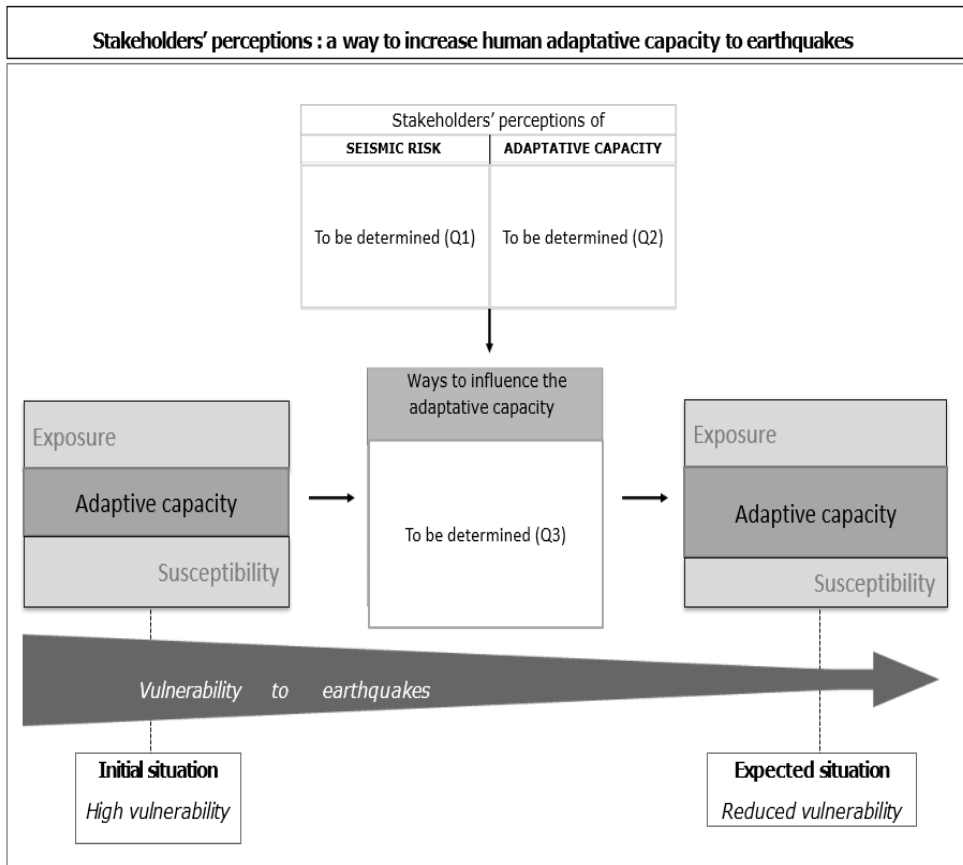 Stakeholders' perceptions : a way to increase human adaptative capacity to earthquakes
Stakeholders' perceptions of
SEISMIC RISK
ADAPTATIVE CAPACITY
To be determined (Q1)
To be determined (Q2)
Ways to influence the
adaptative capacity
To be determined (Q3)
Exposure
Adaptive capacity
Susceptibility
Exposure
Adaptive capacity
Susceptibility
Vulnerability to earthquakes
Initial situation
High vulnerability
Expected situation
Reduced vulnerability